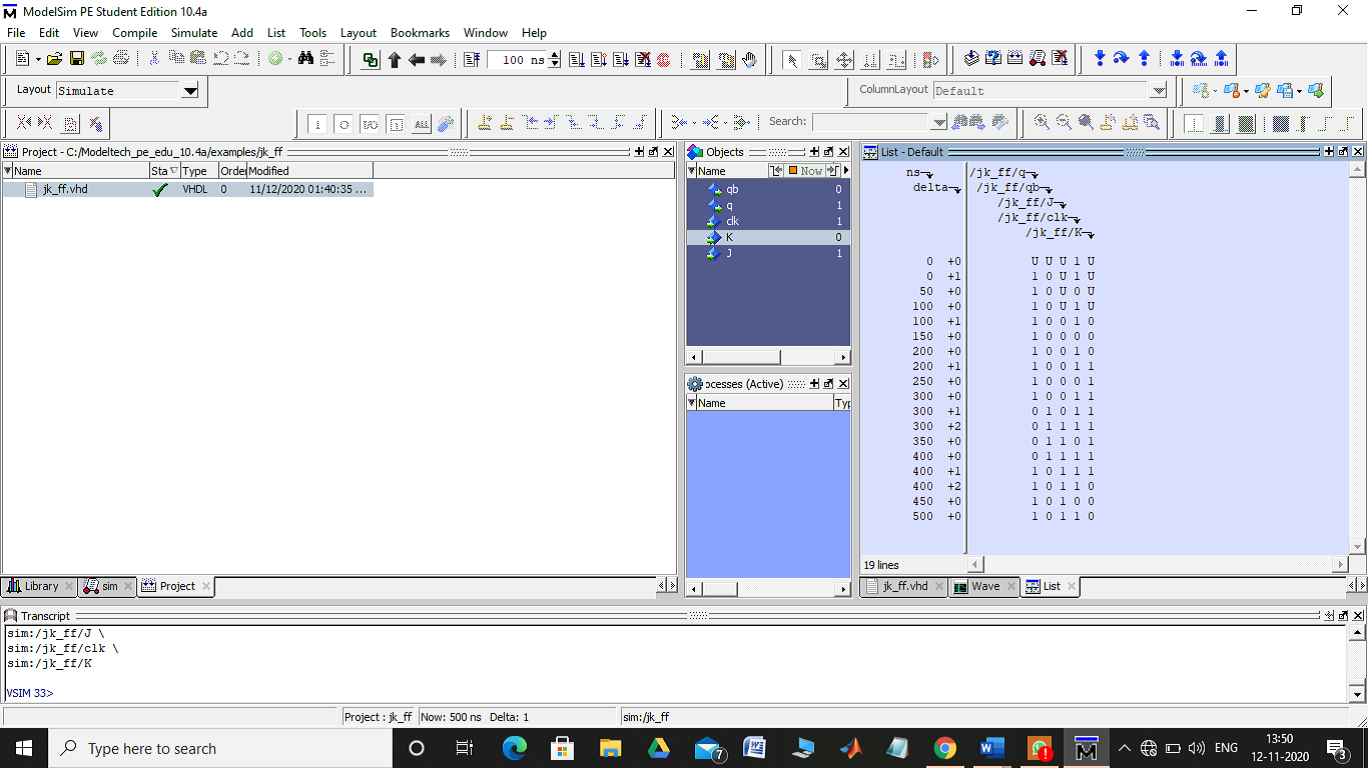 ModelSim PE Student Edition 10.4a
File Edit View Compile Simulate Add List Tools Layout Bookmarks Window Help
100 ns
Layout Simulate
ColumnLayout Default
Search:
Project - C:/Modeltech_pe_edu_10.4a/examples/jk_ff
Name Sta Type Orde Modified
jk_ff.vhd VHDL 0 11/12/2020 01:40:35 ...
Objects
Name Now
qb 0
q 1
clk 1
K 0
J 1
ocesses (Active)
Name Typ
List - Default
ns /jk_ff/q
delta /jk_ff/qb
/jk_ff/J
/jk_ff/clk
/jk_ff/K
0 +0 U U U 1 U
0 +1 1 0 U 1 U
50 +0 1 0 U 0 U
100 +0 1 0 U 1 U
100 +1 1 0 0 1 0
150 +0 1 0 0 0 0
200 +0 1 0 0 1 0
200 +1 1 0 0 1 1
250 +0 1 0 0 0 1
300 +0 1 0 0 1 1
300 +1 0 1 0 1 1
300 +2 0 1 1 1 1
350 +0 0 1 1 0 1
400 +0 0 1 1 1 1
400 +1 1 0 1 1 1
400 +2 1 0 1 1 0
450 +0 1 0 1 0 0
500 +0 1 0 1 1 0
19 lines
Library sim Project
jk_ff.vhd Wave List
Transcript
sim:/jk_ff/J \
sim:/jk_ff/clk \
sim:/jk_ff/K
VSIM 33>
Project : jk_ff Now: 500 ns Delta: 1 sim:/jk_ff
Type here to search
7
ENG
13:50
12-11-2020
3